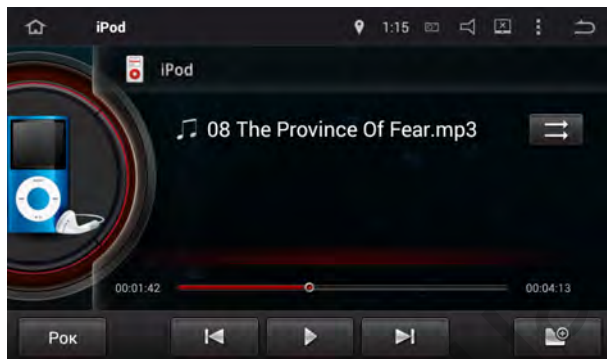 iPod 1:15
iPod
08 The Province Of Fear.mp3
00:01:42 00:04:13
Рок